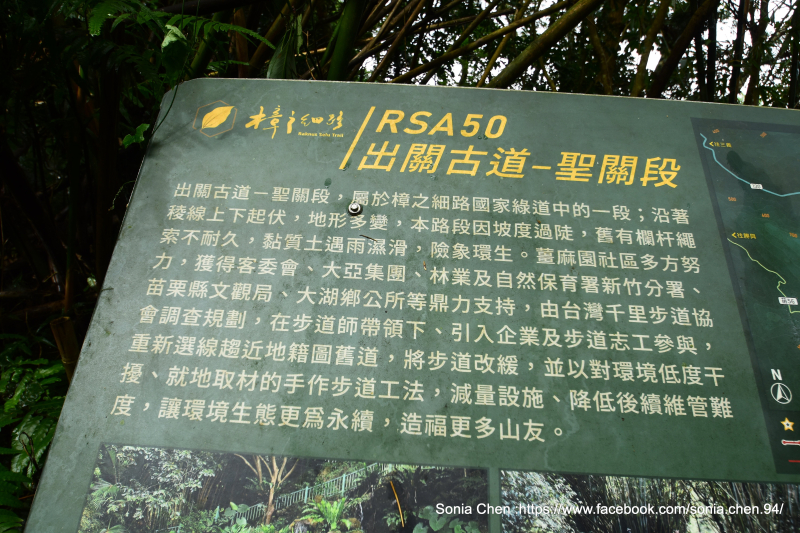 樟之細路
Raknus Selu Trail
RSA50
出關古道–聖關段
出關古道－聖關段，屬於樟之細路國家綠道中的一段；沿著
稜線上下起伏，地形多變，本路段因坡度過陡，舊有欄杆繩
索不耐久，黏質土遇雨濕滑，險象環生。薑麻園社區多方努
力，獲得客委會、大亞集團、林業及自然保育署新竹分署、
苗栗縣文觀局、大湖鄉公所等鼎力支持，由台灣千里步道協
會調查規劃，在步道師帶領下、引入企業及步道志工參與，
重新選線趨近地籍圖舊道，將步道改緩，並以對環境低度干
擾、就地取材的手作步道工法，減量設施、降低後續維管難
度，讓環境生態更為永續，造福更多山友。
N
Sonia Chen :https://www.facebook.com/sonia.chen.94/